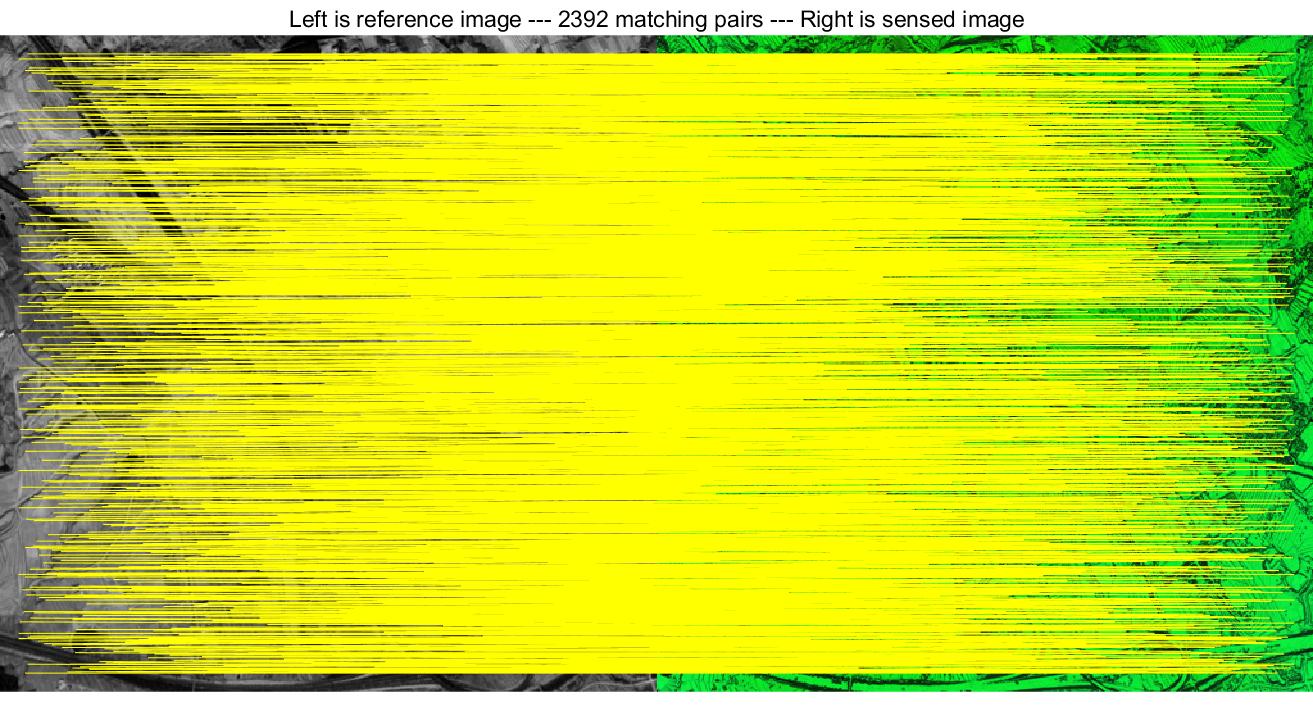 Left is reference image --- 2392 matching pairs --- Right is sensed image